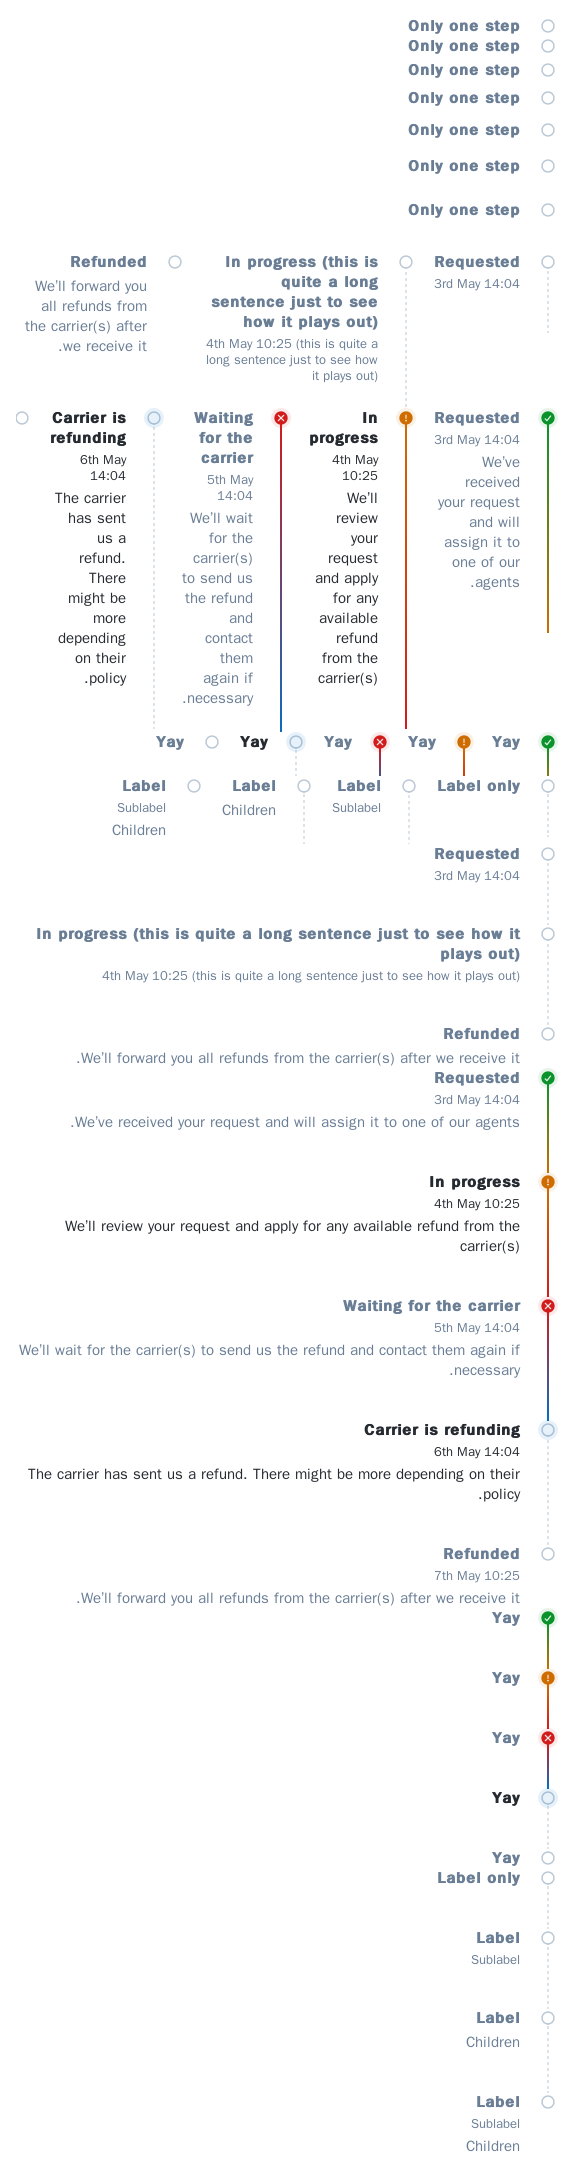 Only one step
Only one step
Only one step
Only one step
Only one step
Only one step
Only one step
Requested
3rd May 14:04
In progress (this is
quite a long
sentence just to see
how it plays out)
4th May 10:25 (this is quite a
long sentence just to see how
it plays out)
Refunded
We'll forward you
all refunds from
the carrier(s) after
.we receive it
Requested
3rd May 14:04
We've
received
your request
and will
assign it to
one of our
.agents
In
progress
4th May
10:25
We'll
review
your
request
and apply
for any
available
refund
from the
carrier(s)
Waiting
for the
carrier
5th May
14:04
We'll wait
for the
carrier(s)
to send us
the refund
and
contact
them
again if
.necessary
Carrier is
refunding
6th May
14:04
The carrier
has sent
us a
refund.
There
might be
more
depending
on their
.policy
Yay
Yay
Yay
Yay
Yay
Label only
Label
Sublabel
Label
Children
Label
Sublabel
Children
Requested
3rd May 14:04
In progress (this is quite a long sentence just to see how it
plays out)
4th May 10:25 (this is quite a long sentence just to see how it plays out)
Refunded
.We'll forward you all refunds from the carrier(s) after we receive it
Requested
3rd May 14:04
.We've received your request and will assign it to one of our agents
In progress
4th May 10:25
We'll review your request and apply for any available refund from the
carrier(s)
Waiting for the carrier
5th May 14:04
We'll wait for the carrier(s) to send us the refund and contact them again if
.necessary
Carrier is refunding
6th May 14:04
The carrier has sent us a refund. There might be more depending on their
.policy
Refunded
7th May 10:25
.We'll forward you all refunds from the carrier(s) after we receive it
Yay
Yay
Yay
Yay
Yay
Label only
Label
Sublabel
Label
Children
Label
Sublabel
Children